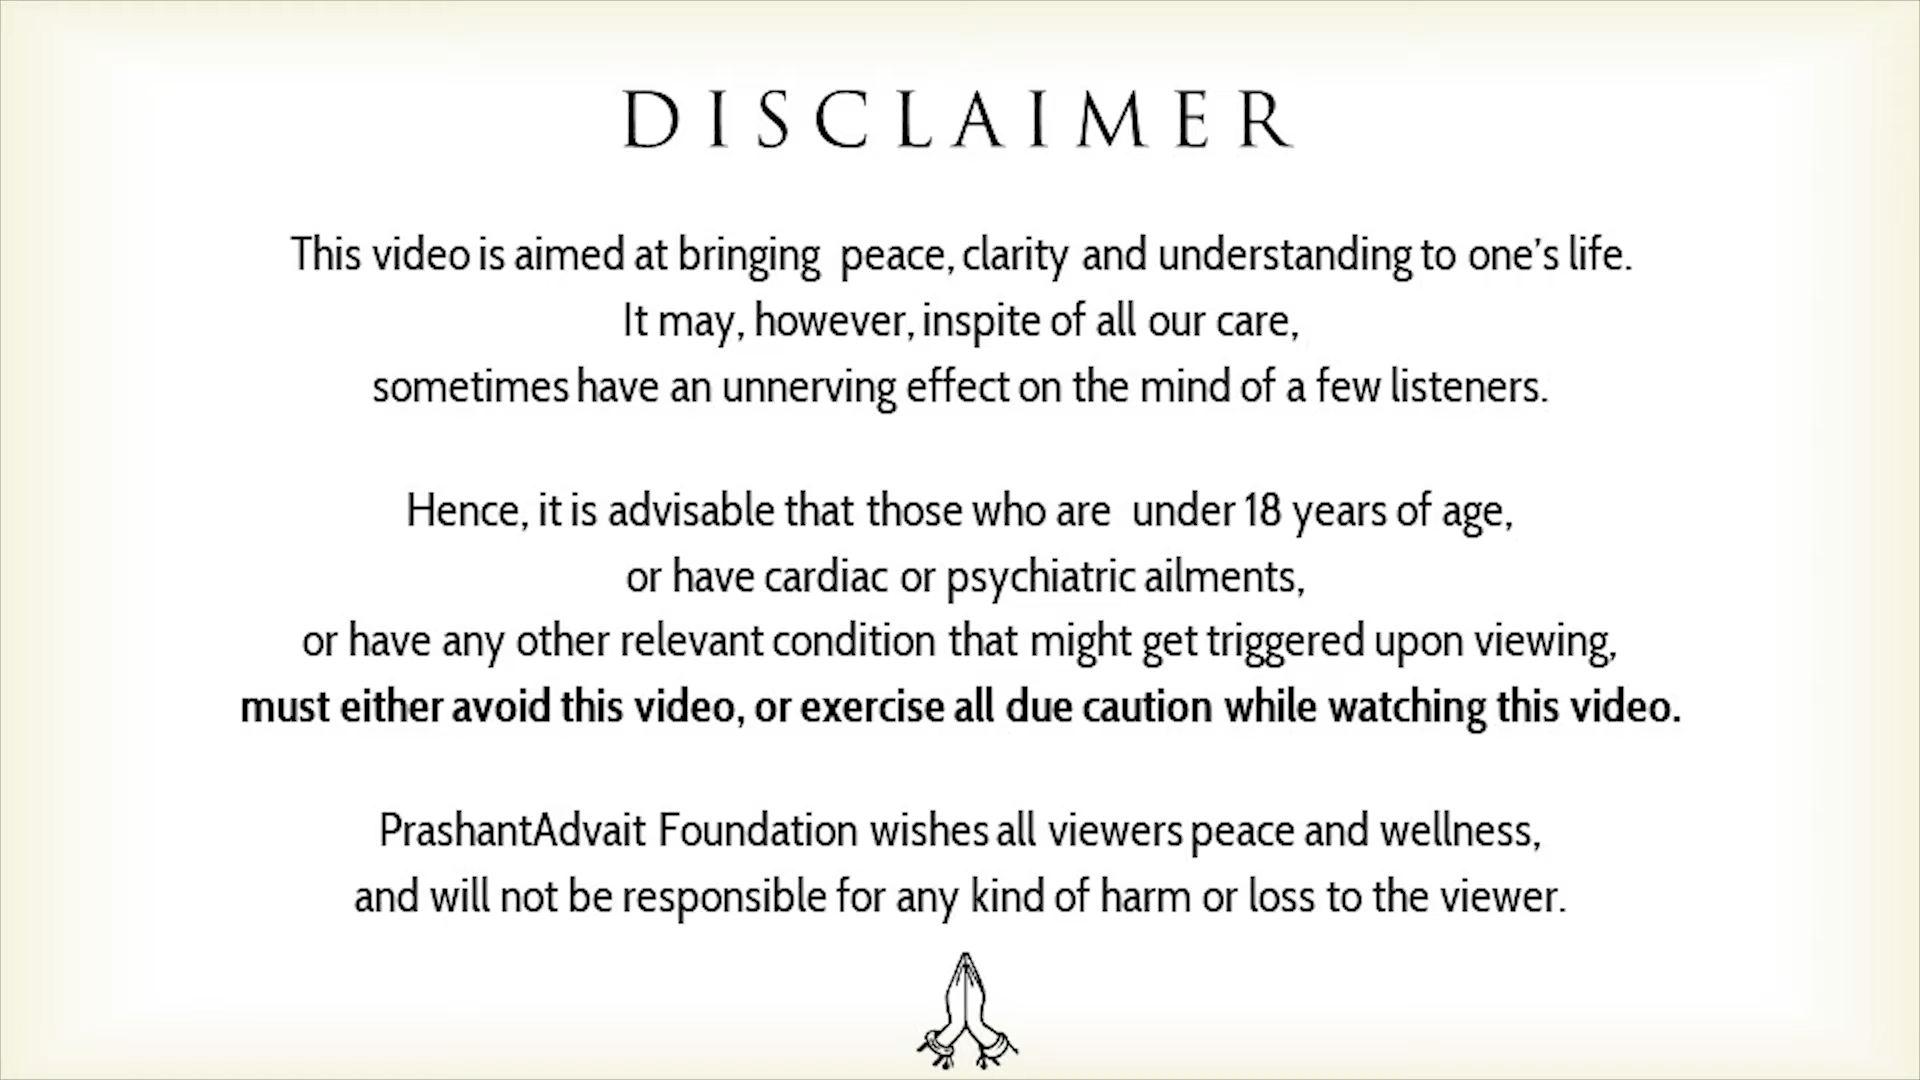 DISCLAIMER
This video is aimed at bringing peace, clarity and understanding to one's life.
It may, however, inspite of all our care,
sometimes have an unnerving effect on the mind of a few listeners.
Hence, it is advisable that those who are under 18 years of age,
or have cardiac or psychiatric ailments,
or have any other relevant condition that might get triggered upon viewing,
must either avoid this video, or exercise all due caution while watching this video.
PrashantAdvait Foundation wishes all viewers peace and wellness,
and will not be responsible for any kind of harm or loss to the viewer.